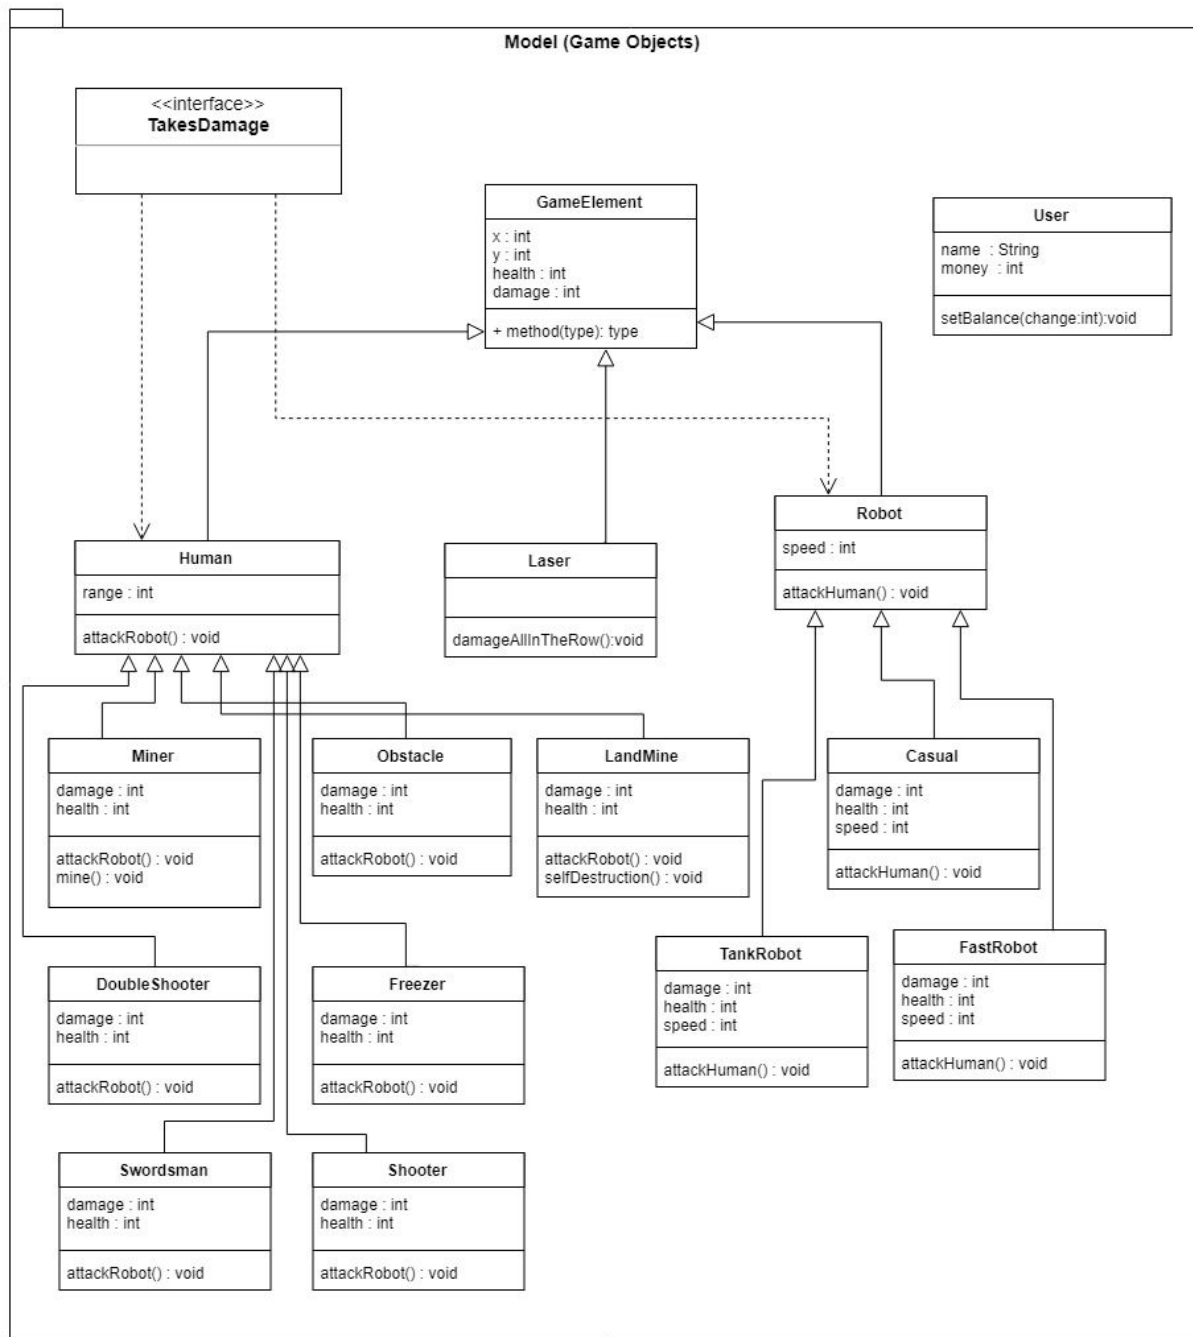 Model (Game Objects)
<<interface>>
TakesDamage
GameElement
x : int
y : int
health : int
damage : int
+ method(type): type
User
name : String
money : int
setBalance(change:int):void
Human
range : int
attackRobot() : void
Laser
damageAllInTheRow():void
Robot
speed : int
attackHuman() : void
Miner
damage : int
health : int
attackRobot() : void
mine() : void
Obstacle
damage : int
health : int
attackRobot() : void
LandMine
damage : int
health : int
attackRobot() : void
selfDestruction() : void
Casual
damage : int
health : int
speed : int
attackHuman() : void
DoubleShooter
damage : int
health : int
attackRobot() : void
Freezer
damage : int
health : int
attackRobot() : void
TankRobot
damage : int
health : int
speed : int
attackHuman() : void
FastRobot
damage : int
health : int
speed : int
attackHuman() : void
Swordsman
damage : int
health : int
attackRobot() : void
Shooter
damage : int
health : int
attackRobot() : void